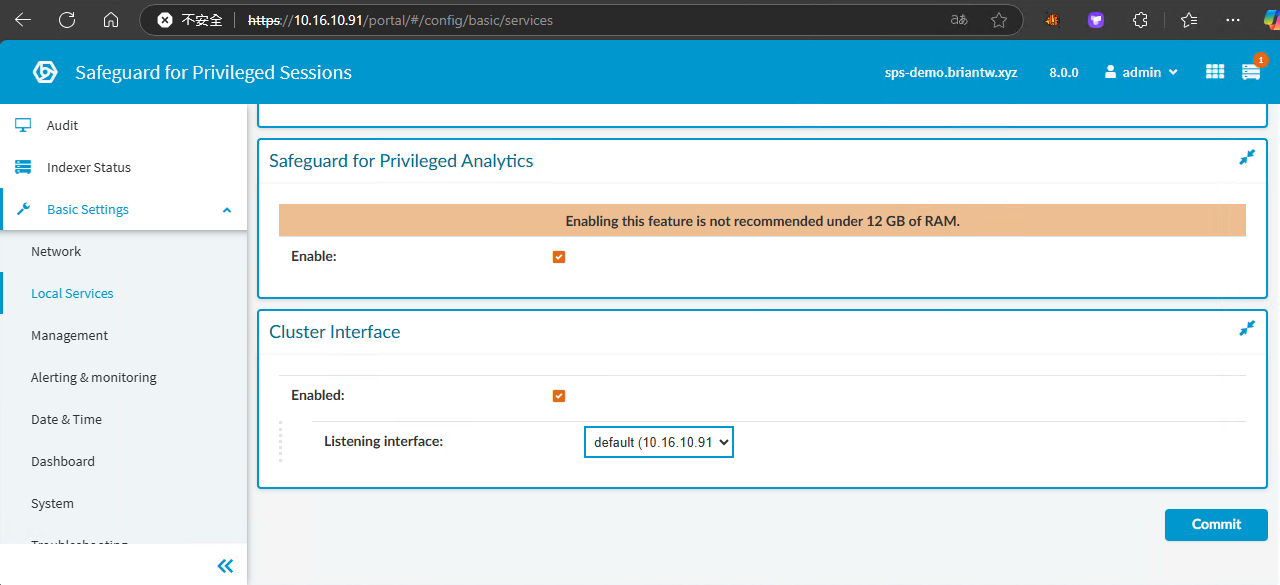 不安全 https://10.16.10.91/portal/#/config/basic/services aあ
Safeguard for Privileged Sessions sps-demo.briantw.xyz 8.0.0 admin 1
Audit
Indexer Status
Basic Settings
Network
Local Services
Management
Alerting & monitoring
Date & Time
Dashboard
System
Troubleshooting
Safeguard for Privileged Analytics
Enabling this feature is not recommended under 12 GB of RAM.
Enable:
Cluster Interface
Enabled:
Listening interface: default (10.16.10.91
Commit